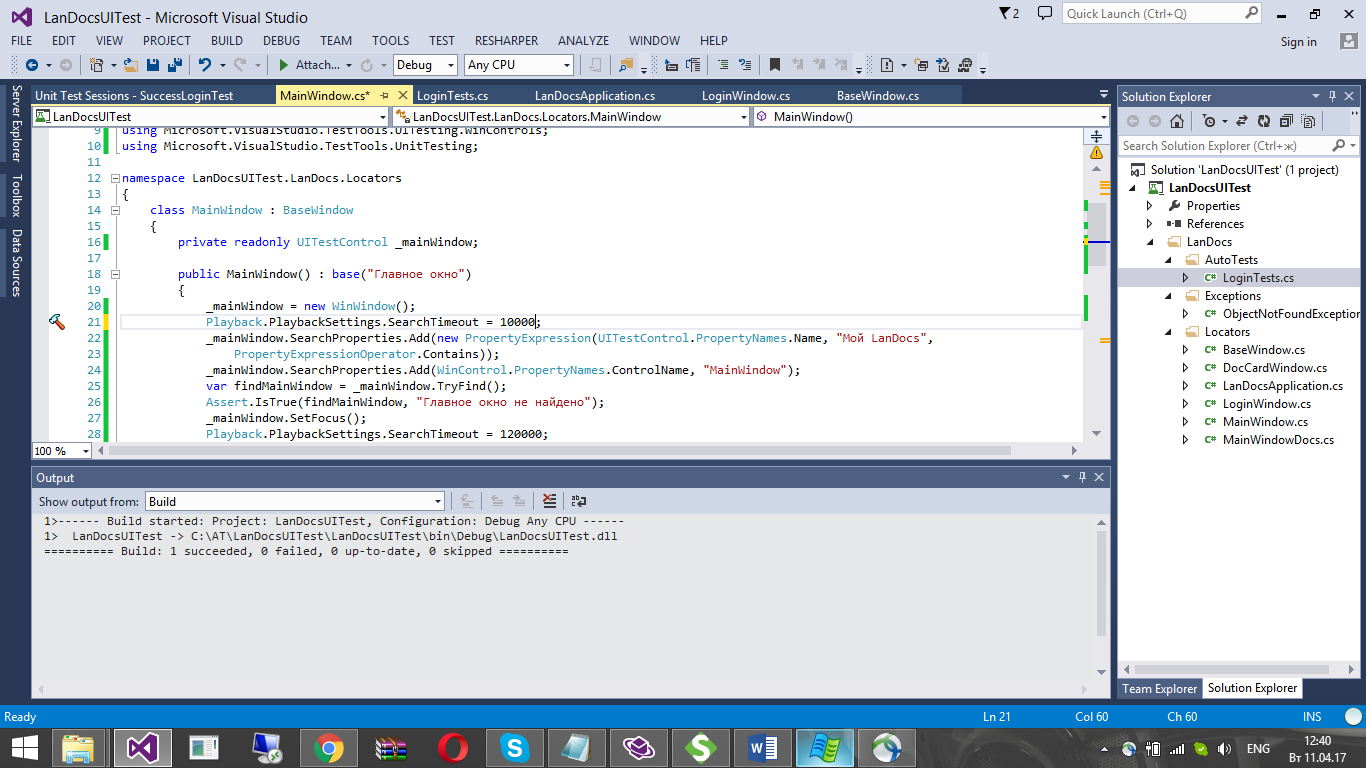 LanDocsUITest - Microsoft Visual Studio
2
Quick Launch (Ctrl+Q)
FILE EDIT VIEW PROJECT BUILD DEBUG TEAM TOOLS TEST RESHARPER ANALYZE WINDOW HELP
Sign in
Attach... Debug Any CPU
Server Explorer
Toolbox
Data Sources
Unit Test Sessions - SuccessLoginTest MainWindow.cs* LoginTests.cs LanDocsApplication.cs LoginWindow.cs BaseWindow.cs
LanDocsUITest LanDocsUITest.LanDocs.Locators.MainWindow MainWindow()
9 using Microsoft.VisualStudio.TestTools.UITesting.WinControls;
10 using Microsoft.VisualStudio.TestTools.UnitTesting;
11
12 namespace LanDocsUITest.LanDocs.Locators
13 {
14 class MainWindow : BaseWindow
15 {
16 private readonly UITestControl _mainWindow;
17
18 public MainWindow() : base("Главное окно")
19 {
20 _mainWindow = new WinWindow();
21 Playback.PlaybackSettings.SearchTimeout = 10000;
22 _mainWindow.SearchProperties.Add(new PropertyExpression(UITestControl.PropertyNames.Name, "Мой LanDocs",
23 PropertyExpressionOperator.Contains));
24 _mainWindow.SearchProperties.Add(WinControl.PropertyNames.ControlName, "MainWindow");
25 var findMainWindow = _mainWindow.TryFind();
26 Assert.IsTrue(findMainWindow, "Главное окно не найдено");
27 _mainWindow.SetFocus();
28 Playback.PlaybackSettings.SearchTimeout = 120000;
100 %
Output
Show output from: Build
1>------ Build started: Project: LanDocsUITest, Configuration: Debug Any CPU ------
1> LanDocsUITest -> C:\AT\LanDocsUITest\LanDocsUITest\bin\Debug\LanDocsUITest.dll
========== Build: 1 succeeded, 0 failed, 0 up-to-date, 0 skipped ==========
Solution Explorer
Search Solution Explorer (Ctrl+ж)
Solution 'LanDocsUITest' (1 project)
LanDocsUITest
Properties
References
LanDocs
AutoTests
LoginTests.cs
Exceptions
ObjectNotFoundException
Locators
BaseWindow.cs
DocCardWindow.cs
LanDocsApplication.cs
LoginWindow.cs
MainWindow.cs
MainWindowDocs.cs
Team Explorer Solution Explorer
Ready Ln 21 Col 60 Ch 60 INS
ENG
12:40
Вт 11.04.17